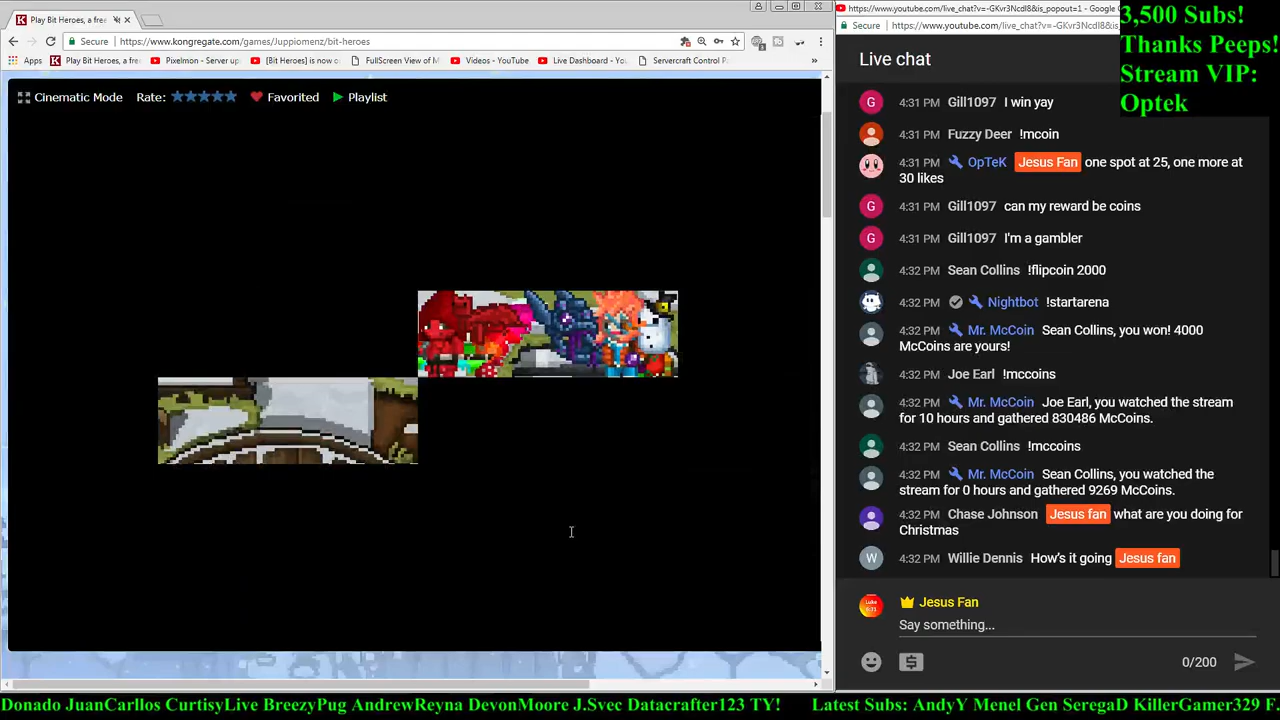 Play Bit Heroes, a fre
Secure
https://www.kongregate.com/games/Juppiomenz/bit-heroes
Apps
Play Bit Heroes, a free
Pixelmon - Server up
[Bit Heroes] is now o
FullScreen View of M
Videos - YouTube
Live Dashboard - You
Servercraft Control P
»
Cinematic Mode
Rate:
Favorited
Playlist
https://www.youtube.com/live_chat?v=-GKvr3NcdI8&is_popout=1 - Google C
Secure
https://www.youtube.com/live_chat?v=-GKvr3NcdI8&is
3,500 Subs!
Thanks Peeps!
Stream VIP:
Optek
Live chat
G 4:31 PM Gill1097 I win yay
4:31 PM Fuzzy Deer !mcoin
4:31 PM OpTeK Jesus Fan one spot at 25, one more at
30 likes
G 4:31 PM Gill1097 can my reward be coins
G 4:31 PM Gill1097 I'm a gambler
4:32 PM Sean Collins !flipcoin 2000
4:32 PM Nightbot !startarena
4:32 PM Mr. McCoin Sean Collins, you won! 4000
McCoins are yours!
4:32 PM Joe Earl !mccoins
4:32 PM Mr. McCoin Joe Earl, you watched the stream
for 10 hours and gathered 830486 McCoins.
4:32 PM Sean Collins !mccoins
4:32 PM Mr. McCoin Sean Collins, you watched the
stream for 0 hours and gathered 9269 McCoins.
4:32 PM Chase Johnson Jesus fan what are you doing for
Christmas
W 4:32 PM Willie Dennis How's it going Jesus fan
Jesus Fan
Say something...
0/200
Donado JuanCarllos CurtisyLive BreezyPug AndrewReyna DevonMoore J.Svec Datacrafter123 TY!
Latest Subs: AndyY Menel Gen SeregaD KillerGamer329 F.